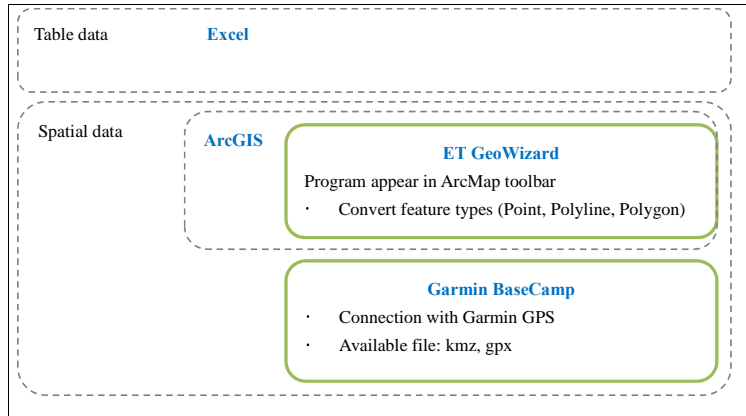 Table data Excel
Spatial data
ArcGIS
ET GeoWizard
Program appear in ArcMap toolbar
· Convert feature types (Point, Polyline, Polygon)
Garmin BaseCamp
· Connection with Garmin GPS
· Available file: kmz, gpx